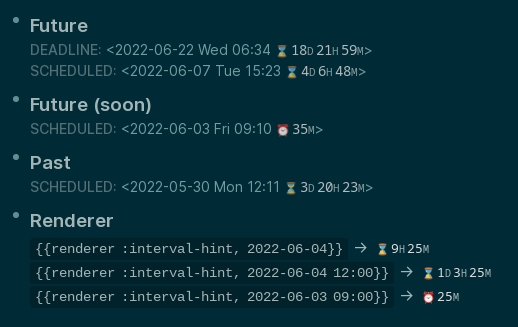 Future
DEADLINE: <2022-06-22 Wed 06:34 ⌛18D 21H 59M>
SCHEDULED: <2022-06-07 Tue 15:23 ⌛4D 6H 48M>
Future (soon)
SCHEDULED: <2022-06-03 Fri 09:10 ⏰35M>
Past
SCHEDULED: <2022-05-30 Mon 12:11 ⌛3D 20H 23M>
Renderer
{{renderer :interval-hint, 2022-06-04}} → ⌛9H 25M
{{renderer :interval-hint, 2022-06-04 12:00}} → ⌛1D 3H 25M
{{renderer :interval-hint, 2022-06-03 09:00}} → ⏰25M